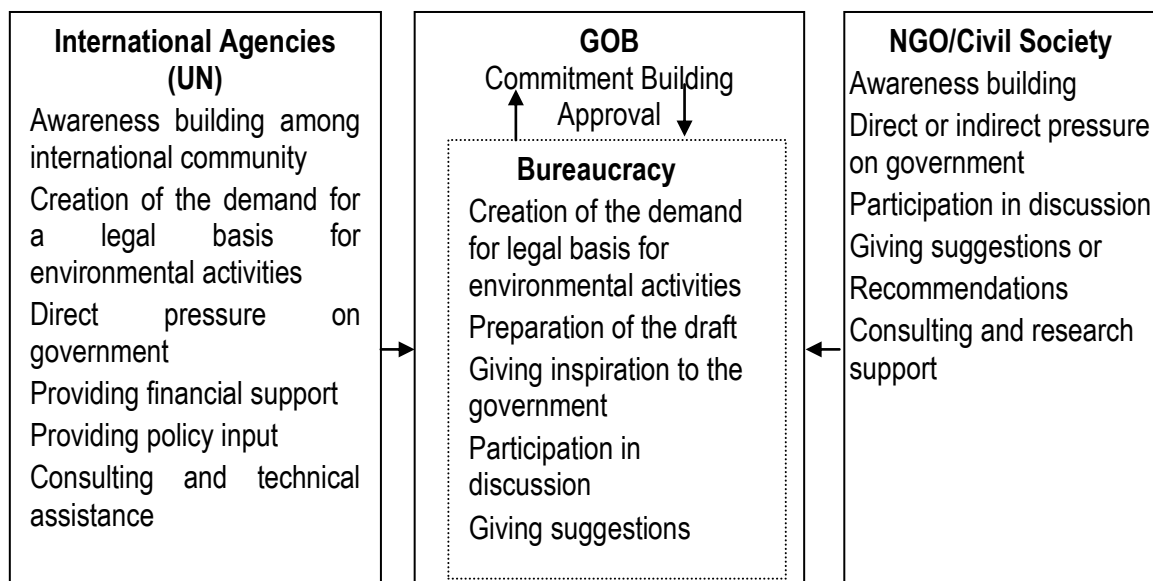 International Agencies
(UN)
Awareness building among
international community
Creation of the demand for
a legal basis for
environmental activities
Direct pressure on
government
Providing financial support
Providing policy input
Consulting and technical
assistance
GOB
Commitment Building
Approval
Bureaucracy
Creation of the demand
for legal basis for
environmental activities
Preparation of the draft
Giving inspiration to the
government
Participation in
discussion
Giving suggestions
NGO/Civil Society
Awareness building
Direct or indirect pressure
on government
Participation in discussion
Giving suggestions or
Recommendations
Consulting and research
support